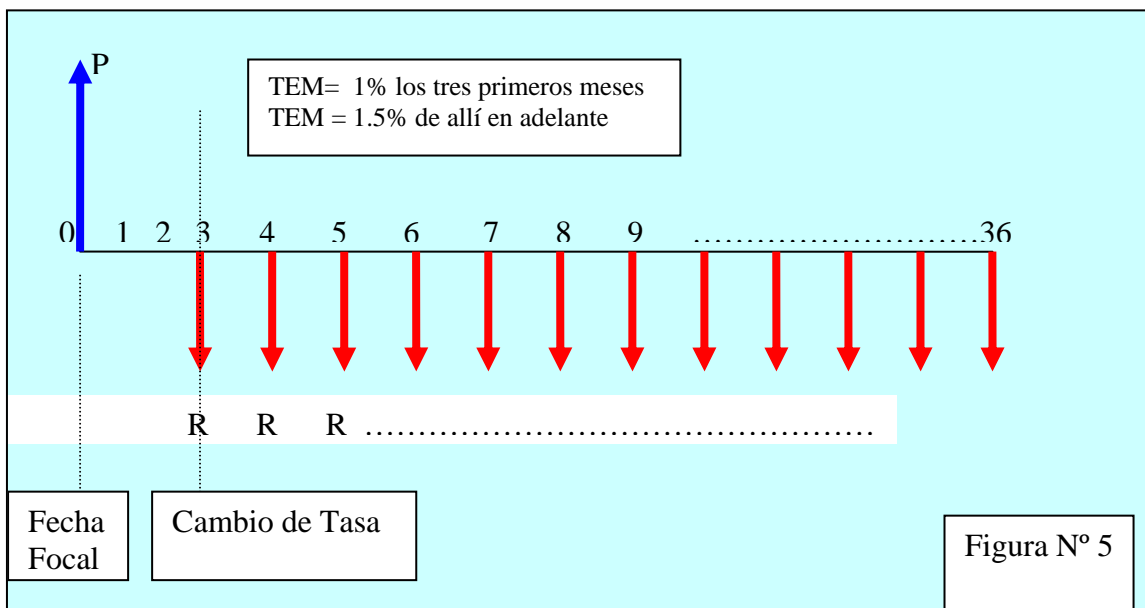 P
TEM= 1% los tres primeros meses
TEM = 1.5% de allí en adelante
0 1 2 3 4 5 6 7 8 9 ...........................36
R R R ................................................
Fecha
Focal
Cambio de Tasa
Figura Nº 5